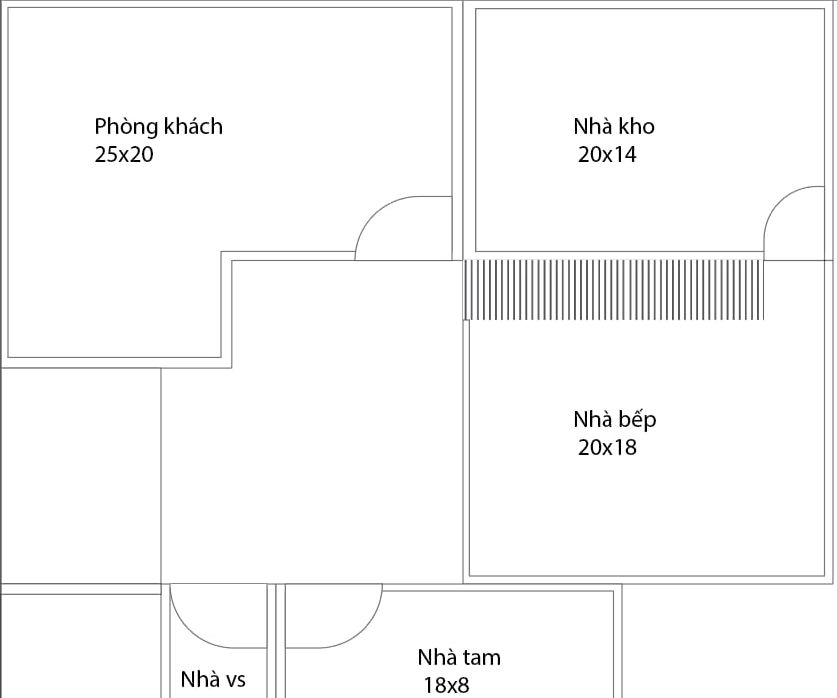 Phòng khách
25x20
Nhà kho
20x14
Nhà bếp
20x18
Nhà vs
Nhà tam
18x8